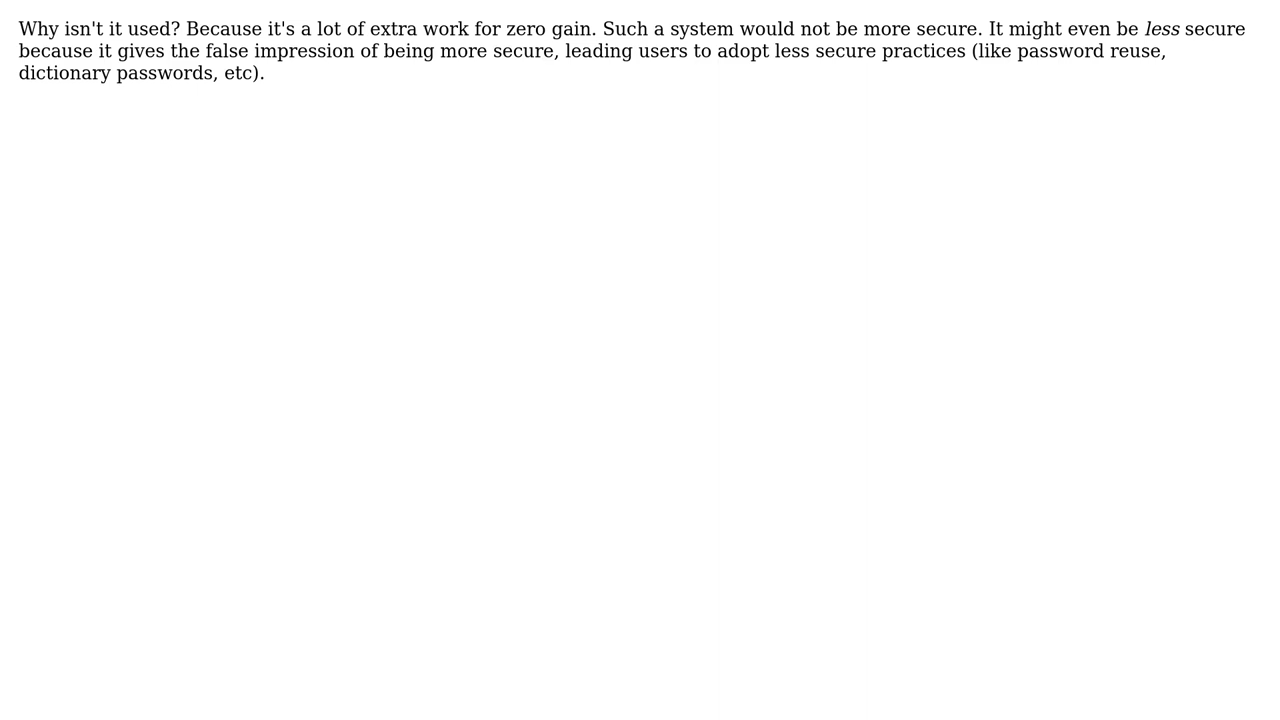 Why isn't it used? Because it's a lot of extra work for zero gain. Such a system would not be more secure. It might even be less secure
because it gives the false impression of being more secure, leading users to adopt less secure practices (like password reuse,
dictionary passwords, etc).